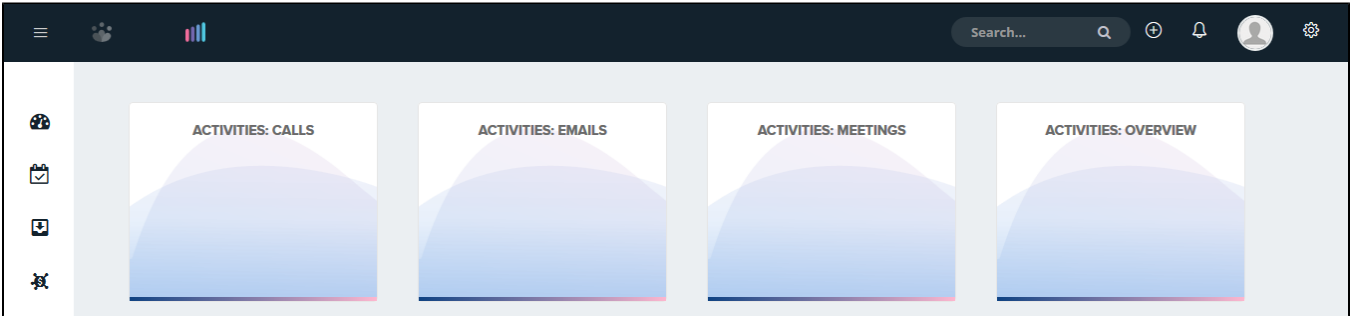 Search...
ACTIVITIES: CALLS
ACTIVITIES: EMAILS
ACTIVITIES: MEETINGS
ACTIVITIES: OVERVIEW